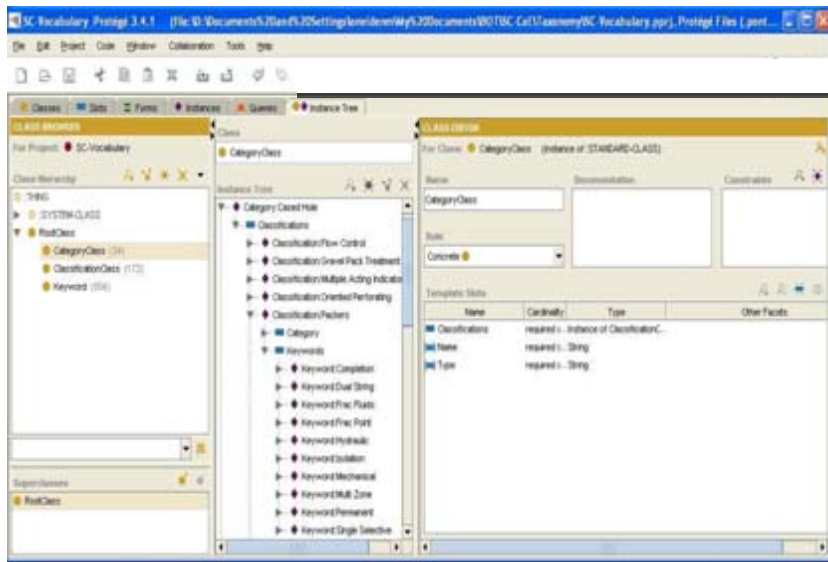 SC-Vocabulary Protégé 3.4.1
File Edit Project Code Window Collaboration Tools Help
Classes Slots Forms Instances Queries Instance Tree
CLASS BROWSER
For Project: SC-Vocabulary
Class Hierarchy
:THING
:SYSTEM-CLASS
RootClass
CategoryClass (34)
ClassificationClass (172)
Keyword
Superclasses
RootClass
Class
CategoryClass
Instance Tree
Category:Cased Hole
Classifications
Classification:Flow Control
Classification:Gravel Pack Treatment
Classification:Multiple Acting Indicator
Classification:Oriented Perforating
Classification:Packers
Category
Keywords
Keyword:Completion
Keyword:Dual String
Keyword:Frac Fluids
Keyword:Frac Point
Keyword:Hydraulic
Keyword:Isolation
Keyword:Mechanical
Keyword:Multi Zone
Keyword:Permanent
Keyword:Single Selective
CLASS EDITOR
For Class: CategoryClass (instance of :STANDARD-CLASS)
Name Documentation Constraints
CategoryClass
Role
Concrete
Template Slots
Name Cardinality Type Other Facets
Classifications required s... Instance of ClassificationC...
Name required s... String
Type required s... String